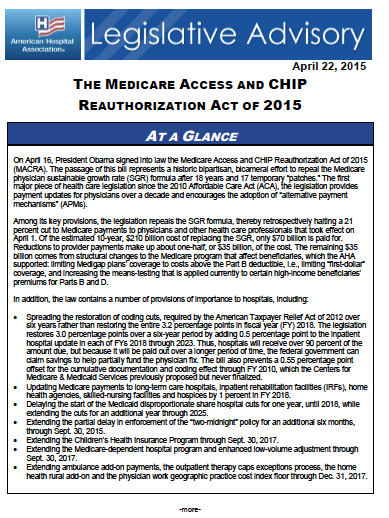 American Hospital
Association®
Legislative Advisory
April 22, 2015
THE MEDICARE ACCESS AND CHIP
REAUTHORIZATION ACT OF 2015
AT A GLANCE
On April 16, President Obama signed into law the Medicare Access and CHIP Reauthorization Act of 2015
(MACRA). The passage of this bill represents a historic bipartisan, bicameral effort to repeal the Medicare
physician sustainable growth rate (SGR) formula after 18 years and 17 temporary “patches.” The first
major piece of health care legislation since the 2010 Affordable Care Act (ACA), the legislation provides
payment updates for physicians over a decade and encourages the adoption of “alternative payment
mechanisms” (APMs).
Among its key provisions, the legislation repeals the SGR formula, thereby retrospectively halting a 21
percent cut to Medicare payments to physicians and other health care professionals that took effect on
April 1. Of the estimated 10-year, $210 billion cost of replacing the SGR, only $70 billion is paid for.
Reductions to provider payments make up about one-half, or $35 billion, of the cost. The remaining $35
billion comes from structural changes to the Medicare program that affect beneficiaries, which the AHA
supported: limiting Medigap plans’ coverage to costs above the Part B deductible, i.e., limiting “first-dollar”
coverage, and increasing the means-testing that is applied currently to certain high-income beneficiaries’
premiums for Parts B and D.
In addition, the law contains a number of provisions of importance to hospitals, including:
• Spreading the restoration of coding cuts, required by the American Taxpayer Relief Act of 2012 over
six years rather than restoring the entire 3.2 percentage points in fiscal year (FY) 2018. The legislation
restores 3.0 percentage points over a six-year period by adding 0.5 percentage point to the inpatient
hospital update in each of FYs 2018 through 2023. Thus, hospitals will receive over 90 percent of the
amount due, but because it will be paid out over a longer period of time, the federal government can
claim savings to help partially fund the physician fix. The bill also prevents a 0.55 percentage point
offset for the cumulative documentation and coding effect through FY 2010, which the Centers for
Medicare & Medicaid Services previously proposed but never finalized.
• Updating Medicare payments to long-term care hospitals, inpatient rehabilitation facilities (IRFs), home
health agencies, skilled-nursing facilities and hospices by 1 percent in FY 2018.
• Delaying the start of the Medicaid disproportionate share hospital cuts for one year, until 2018, while
extending the cuts for an additional year through 2025.
• Extending the partial delay in enforcement of the “two-midnight” policy for an additional six months,
through Sept. 30, 2015.
• Extending the Children’s Health Insurance Program through Sept. 30, 2017.
• Extending the Medicare-dependent hospital program and enhanced low-volume adjustment through
Sept. 30, 2017.
• Extending ambulance add-on payments, the outpatient therapy caps exceptions process, the home
health rural add-on and the physician work geographic practice cost index floor through Dec. 31, 2017.
-more-